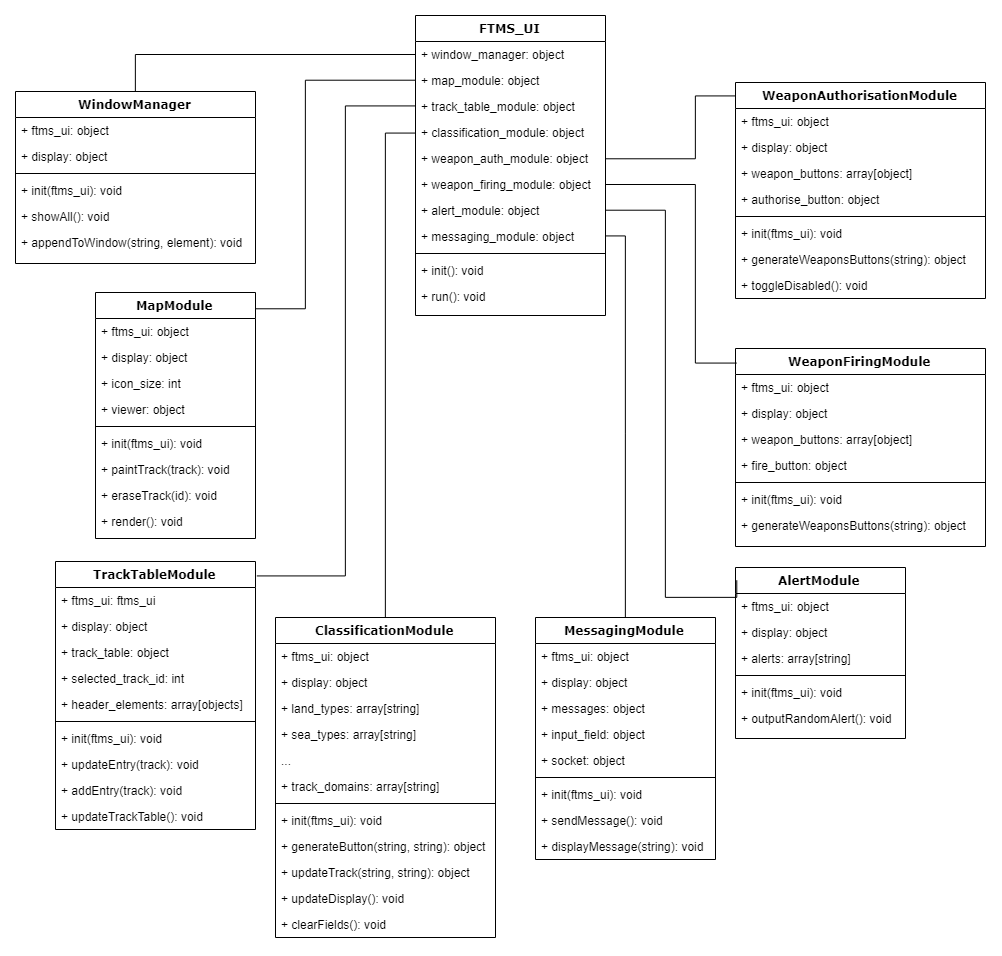 FTMS_UI
+ window_manager: object
+ map_module: object
+ track_table_module: object
+ classification_module: object
+ weapon_auth_module: object
+ weapon_firing_module: object
+ alert_module: object
+ messaging_module: object
+ init(): void
+ run(): void
WindowManager
+ ftms_ui: object
+ display: object
+ init(ftms_ui): void
+ showAll(): void
+ appendToWindow(string, element): void
WeaponAuthorisationModule
+ ftms_ui: object
+ display: object
+ weapon_buttons: array[object]
+ authorise_button: object
+ init(ftms_ui): void
+ generateWeaponsButtons(string): object
+ toggleDisabled(): void
MapModule
+ ftms_ui: object
+ display: object
+ icon_size: int
+ viewer: object
+ init(ftms_ui): void
+ paintTrack(track): void
+ eraseTrack(id): void
+ render(): void
WeaponFiringModule
+ ftms_ui: object
+ display: object
+ weapon_buttons: array[object]
+ fire_button: object
+ init(ftms_ui): void
+ generateWeaponsButtons(string): object
TrackTableModule
+ ftms_ui: ftms_ui
+ display: object
+ track_table: object
+ selected_track_id: int
+ header_elements: array[objects]
+ init(ftms_ui): void
+ updateEntry(track): void
+ addEntry(track): void
+ updateTrackTable(): void
ClassificationModule
+ ftms_ui: object
+ display: object
+ land_types: array[string]
+ sea_types: array[string]
...
+ track_domains: array[string]
+ init(ftms_ui): void
+ generateButton(string, string): object
+ updateTrack(string, string): object
+ updateDisplay(): void
+ clearFields(): void
MessagingModule
+ ftms_ui: object
+ display: object
+ messages: object
+ input_field: object
+ socket: object
+ init(ftms_ui): void
+ sendMessage(): void
+ displayMessage(string): void
AlertModule
+ ftms_ui: object
+ display: object
+ alerts: array[string]
+ init(ftms_ui): void
+ outputRandomAlert(): void